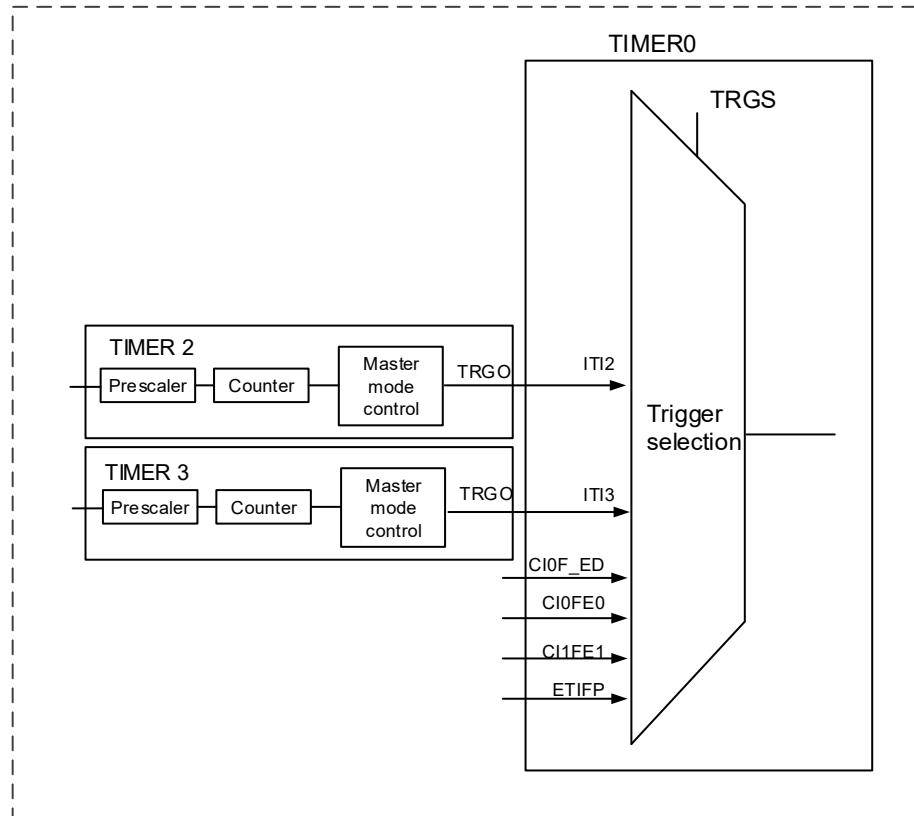 TIMER0
TRGS
TIMER 2
Prescaler
Counter
Master
mode
control
TRGO
ITI2
Trigger
selection
TIMER 3
Prescaler
Counter
Master
mode
control
TRGO
ITI3
CI0F_ED
CI0FE0
CI1FE1
ETIFP